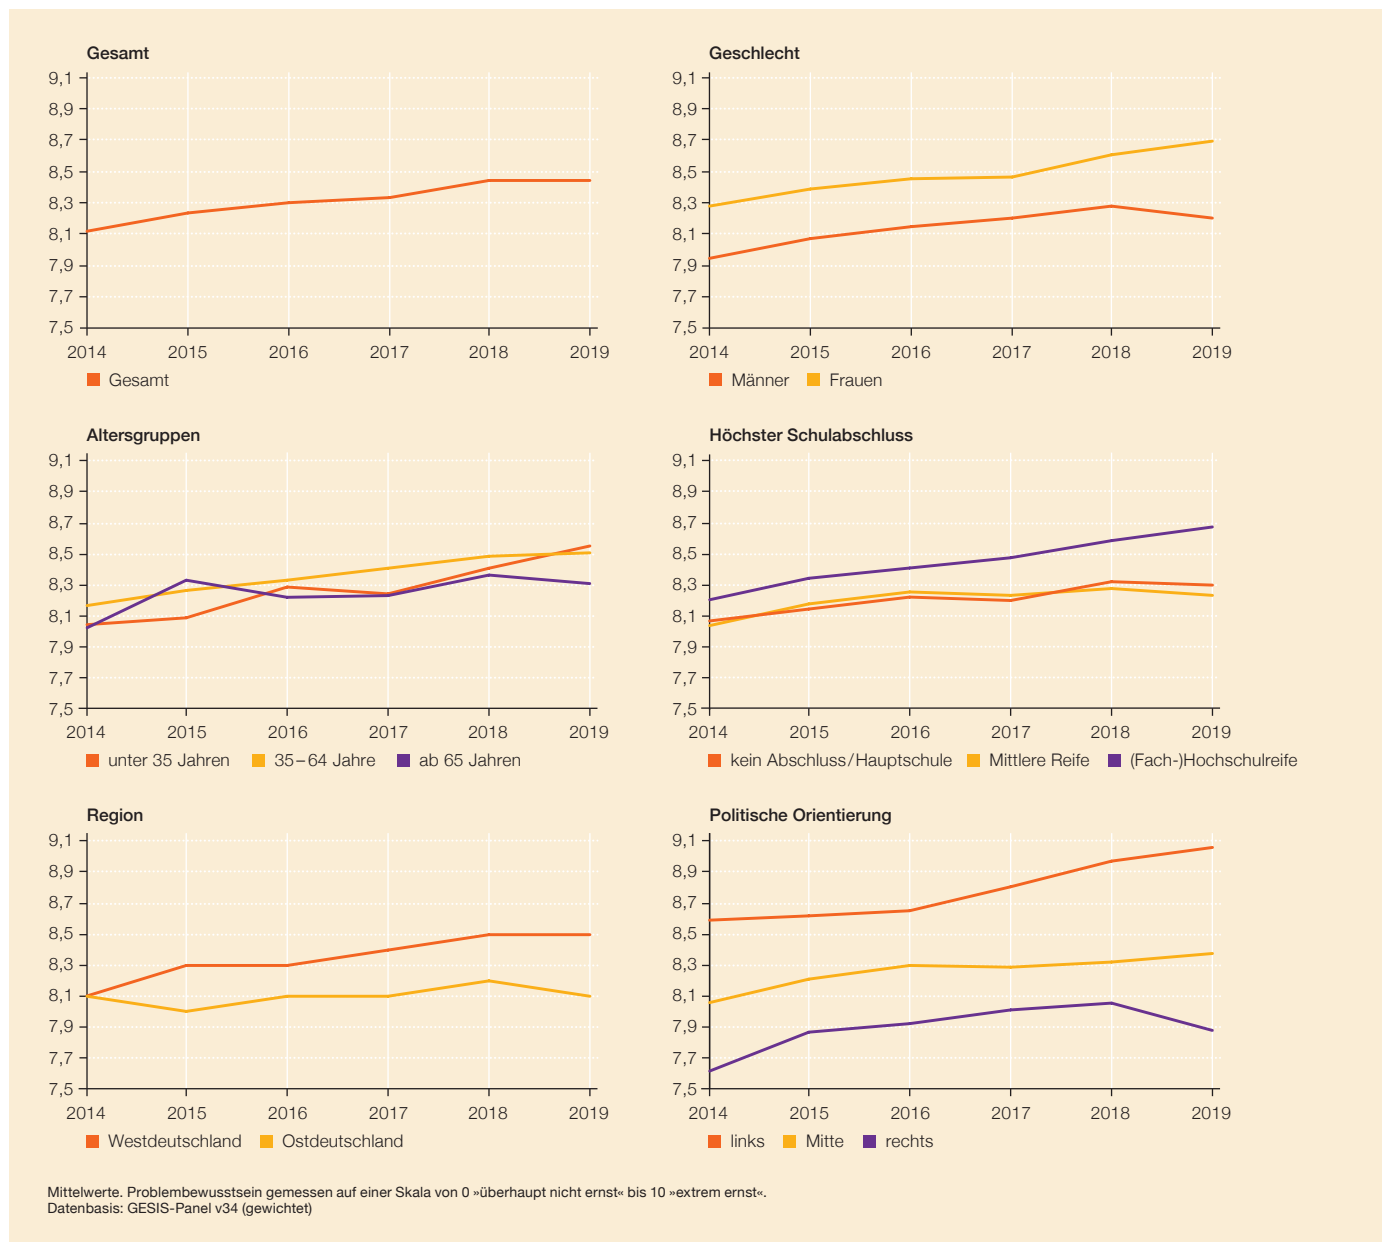 Gesamt
9,1
8,9
8,7
8,5
8,3
8,1
7,9
7,7
7,5
2014 2015 2016 2017 2018 2019
Gesamt
Geschlecht
9,1
8,9
8,7
8,5
8,3
8,1
7,9
7,7
7,5
2014 2015 2016 2017 2018 2019
Männer Frauen
Altersgruppen
9,1
8,9
8,7
8,5
8,3
8,1
7,9
7,7
7,5
2014 2015 2016 2017 2018 2019
unter 35 Jahren 35–64 Jahre ab 65 Jahren
Höchster Schulabschluss
9,1
8,9
8,7
8,5
8,3
8,1
7,9
7,7
7,5
2014 2015 2016 2017 2018 2019
kein Abschluss/Hauptschule Mittlere Reife (Fach-)Hochschulreife
Region
9,1
8,9
8,7
8,5
8,3
8,1
7,9
7,7
7,5
2014 2015 2016 2017 2018 2019
Westdeutschland Ostdeutschland
Politische Orientierung
9,1
8,9
8,7
8,5
8,3
8,1
7,9
7,7
7,5
2014 2015 2016 2017 2018 2019
links Mitte rechts
Mittelwerte. Problembewusstsein gemessen auf einer Skala von 0 »überhaupt nicht ernst« bis 10 »extrem ernst«.
Datenbasis: GESIS-Panel v34 (gewichtet)